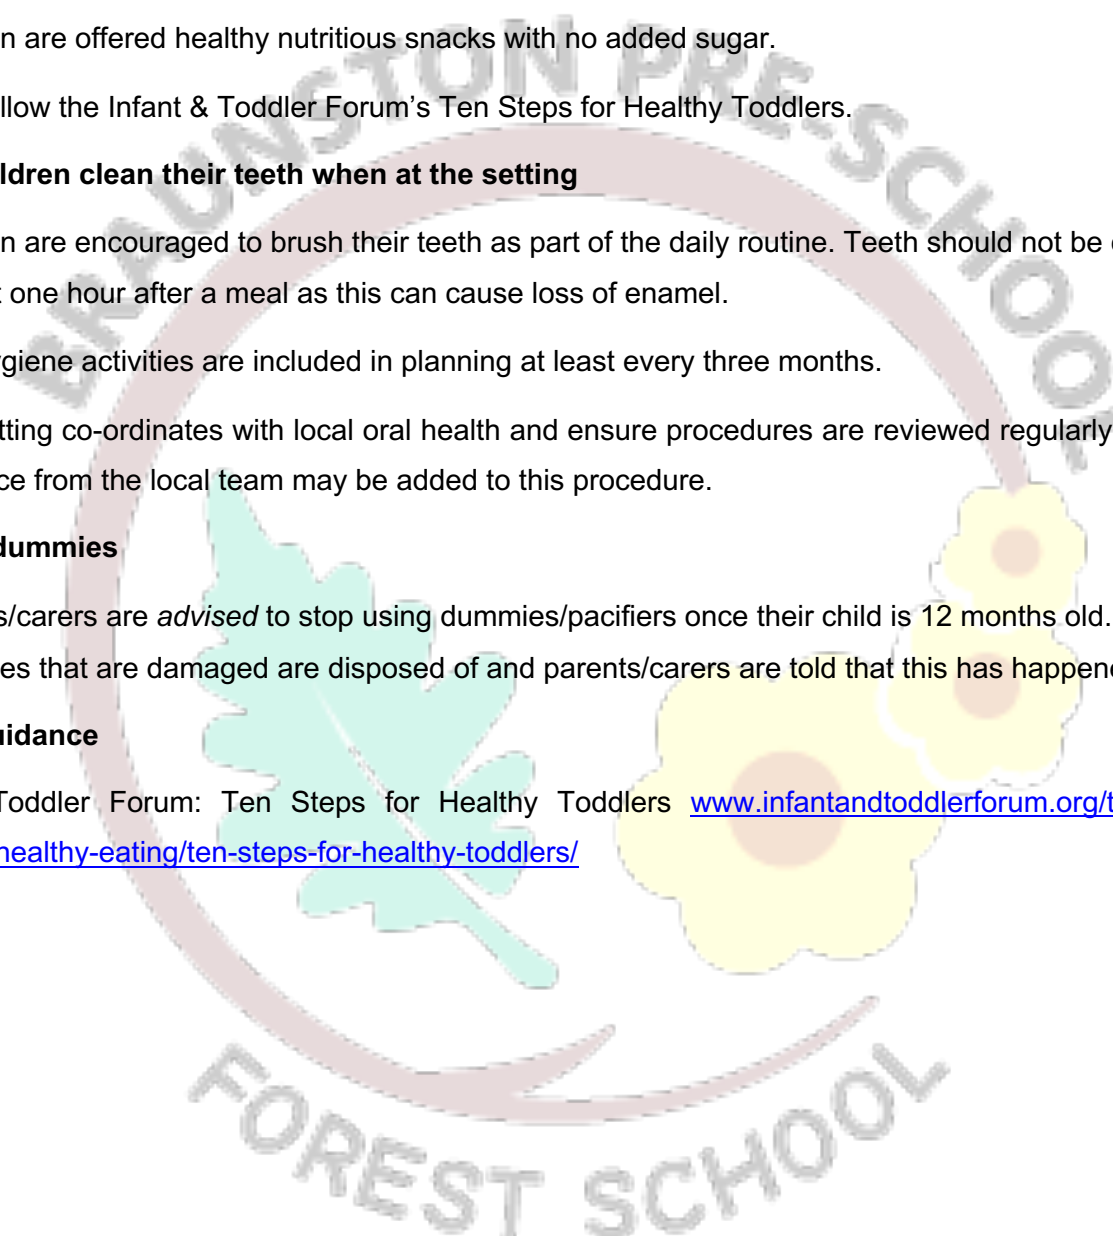 n are offered healthy nutritious snacks with no added sugar.
llow the Infant & Toddler Forum's Ten Steps for Healthy Toddlers.
ldren clean their teeth when at the setting
n are encouraged to brush their teeth as part of the daily routine. Teeth should not be
t one hour after a meal as this can cause loss of enamel.
giene activities are included in planning at least every three months.
tting co-ordinates with local oral health and ensure procedures are reviewed regularly
ce from the local team may be added to this procedure.
dummies
s/carers are advised to stop using dummies/pacifiers once their child is 12 months old.
es that are damaged are disposed of and parents/carers are told that this has happene
uidance
Toddler Forum: Ten Steps for Healthy Toddlers www.infantandtoddlerforum.org/t
healthy-eating/ten-steps-for-healthy-toddlers/
BRAUNSTON PRE-SCHOOL
FOREST SCHOOL